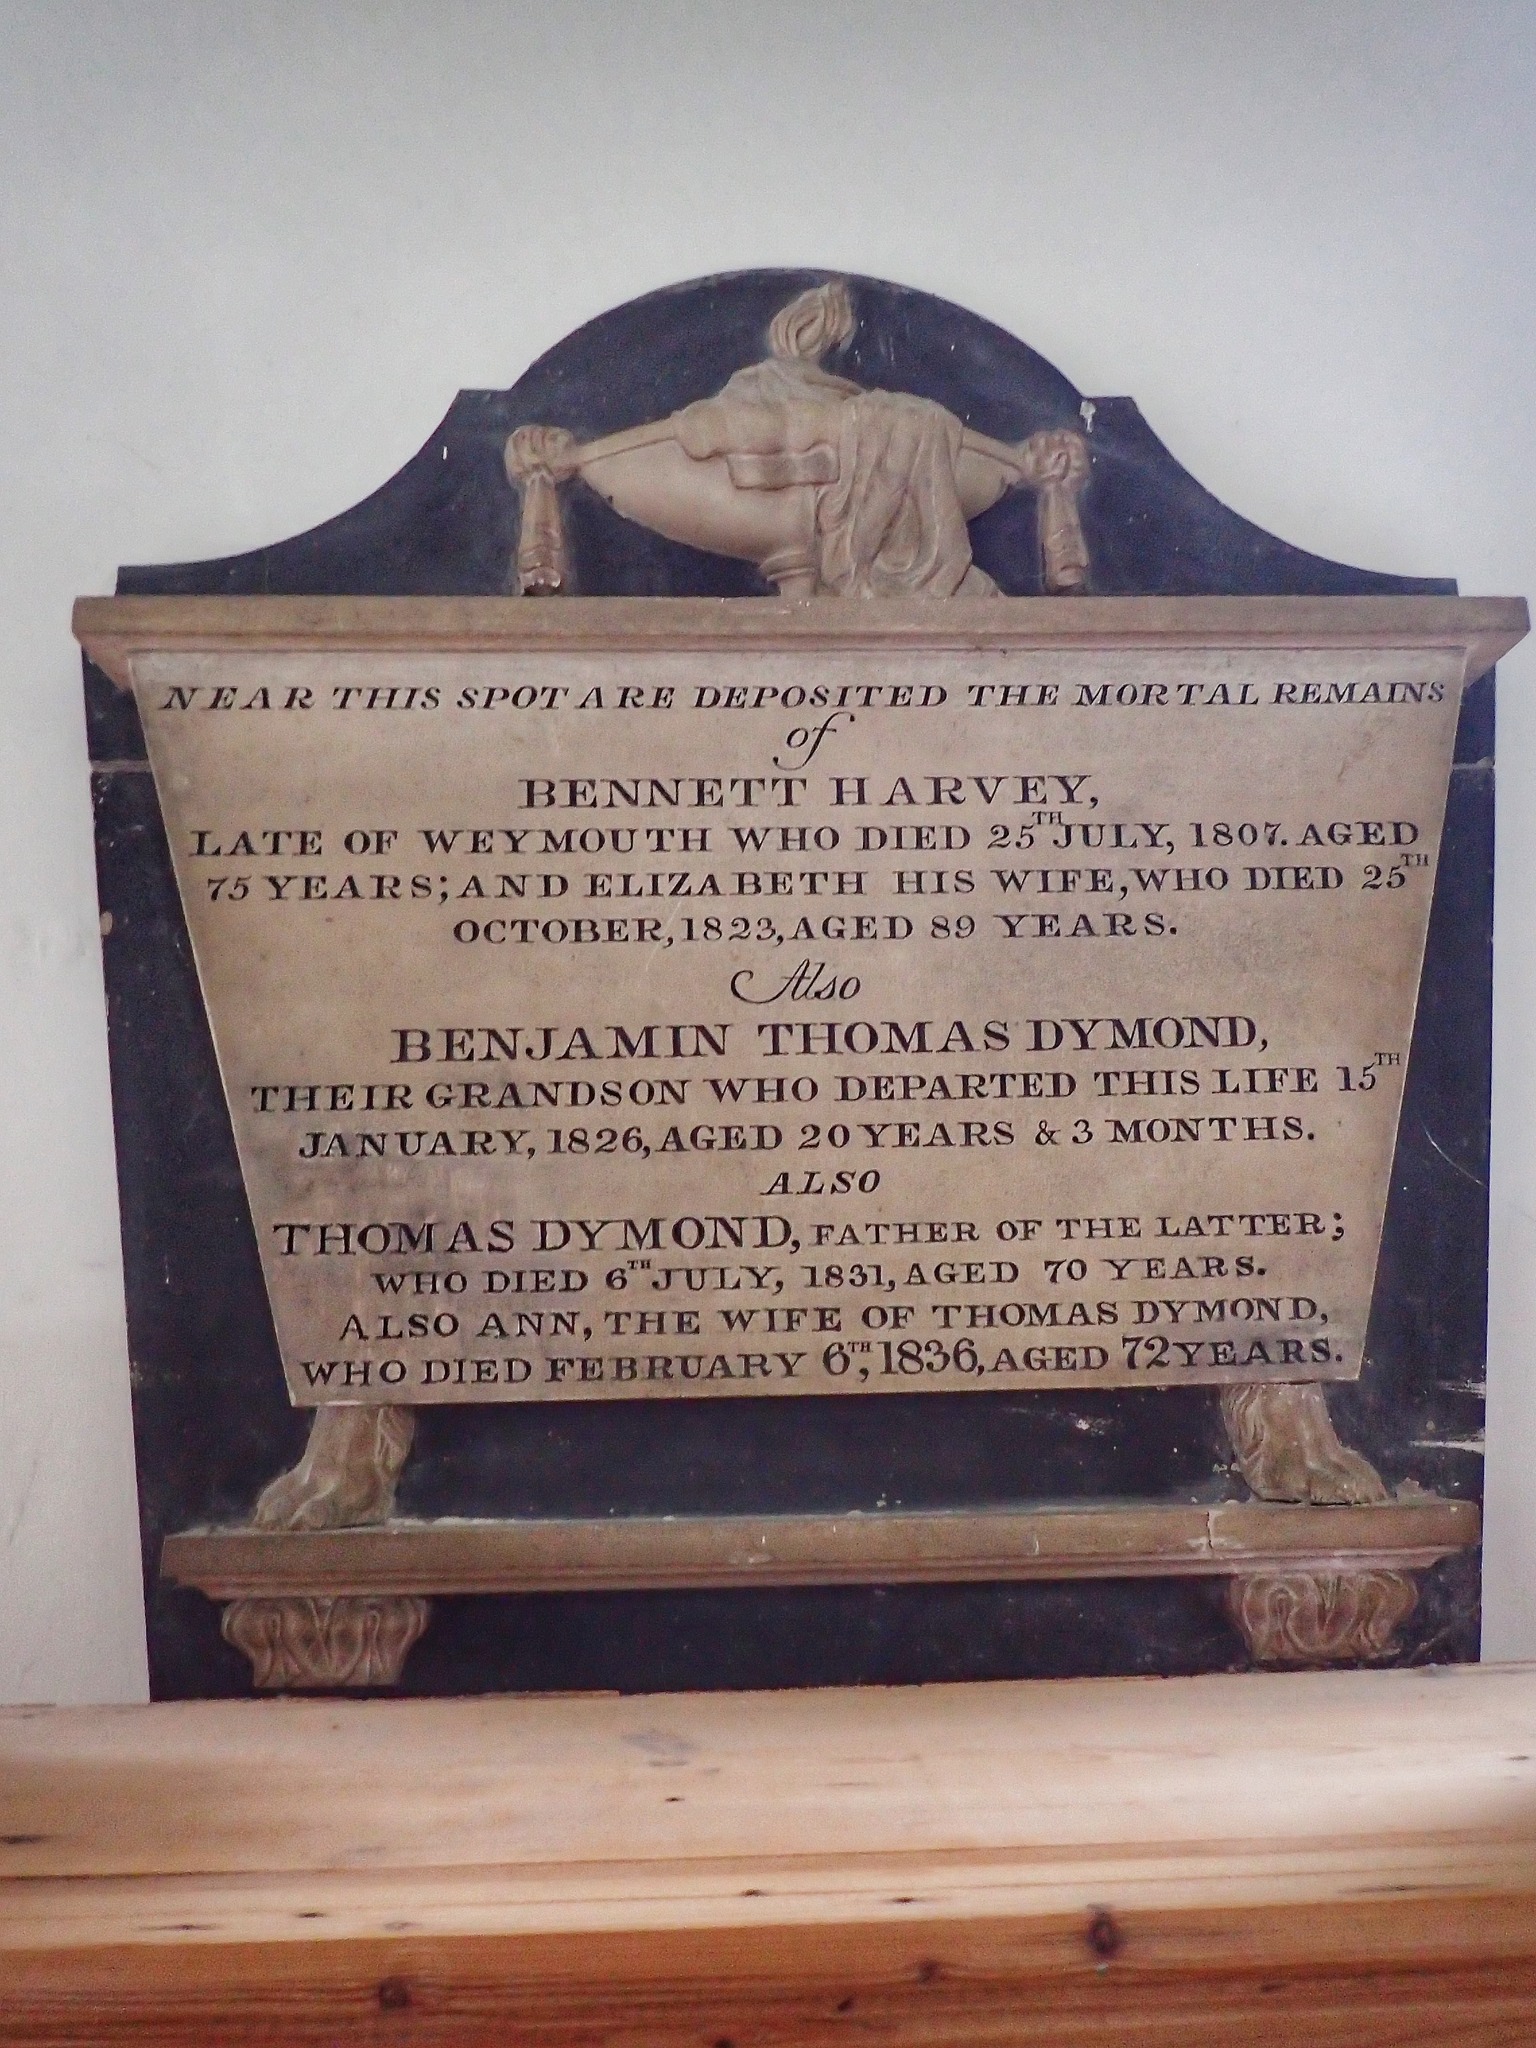 NEAR THIS SPOT ARE DEPOSITED THE MORTAL REMAINS
of
BENNETT HARVEY,
LATE OF WEYMOUTH WHO DIED 25TH JULY, 1807. AGED
75 YEARS; AND ELIZABETH HIS WIFE, WHO DIED 25TH
OCTOBER, 1823, AGED 89 YEARS.
Also
BENJAMIN THOMAS DYMOND,
THEIR GRANDSON WHO DEPARTED THIS LIFE 15TH
JANUARY, 1826, AGED 20 YEARS & 3 MONTHS.
ALSO
THOMAS DYMOND, FATHER OF THE LATTER;
WHO DIED 6TH JULY, 1831, AGED 70 YEARS.
ALSO ANN, THE WIFE OF THOMAS DYMOND,
WHO DIED FEBRUARY 6TH, 1836, AGED 72 YEARS.